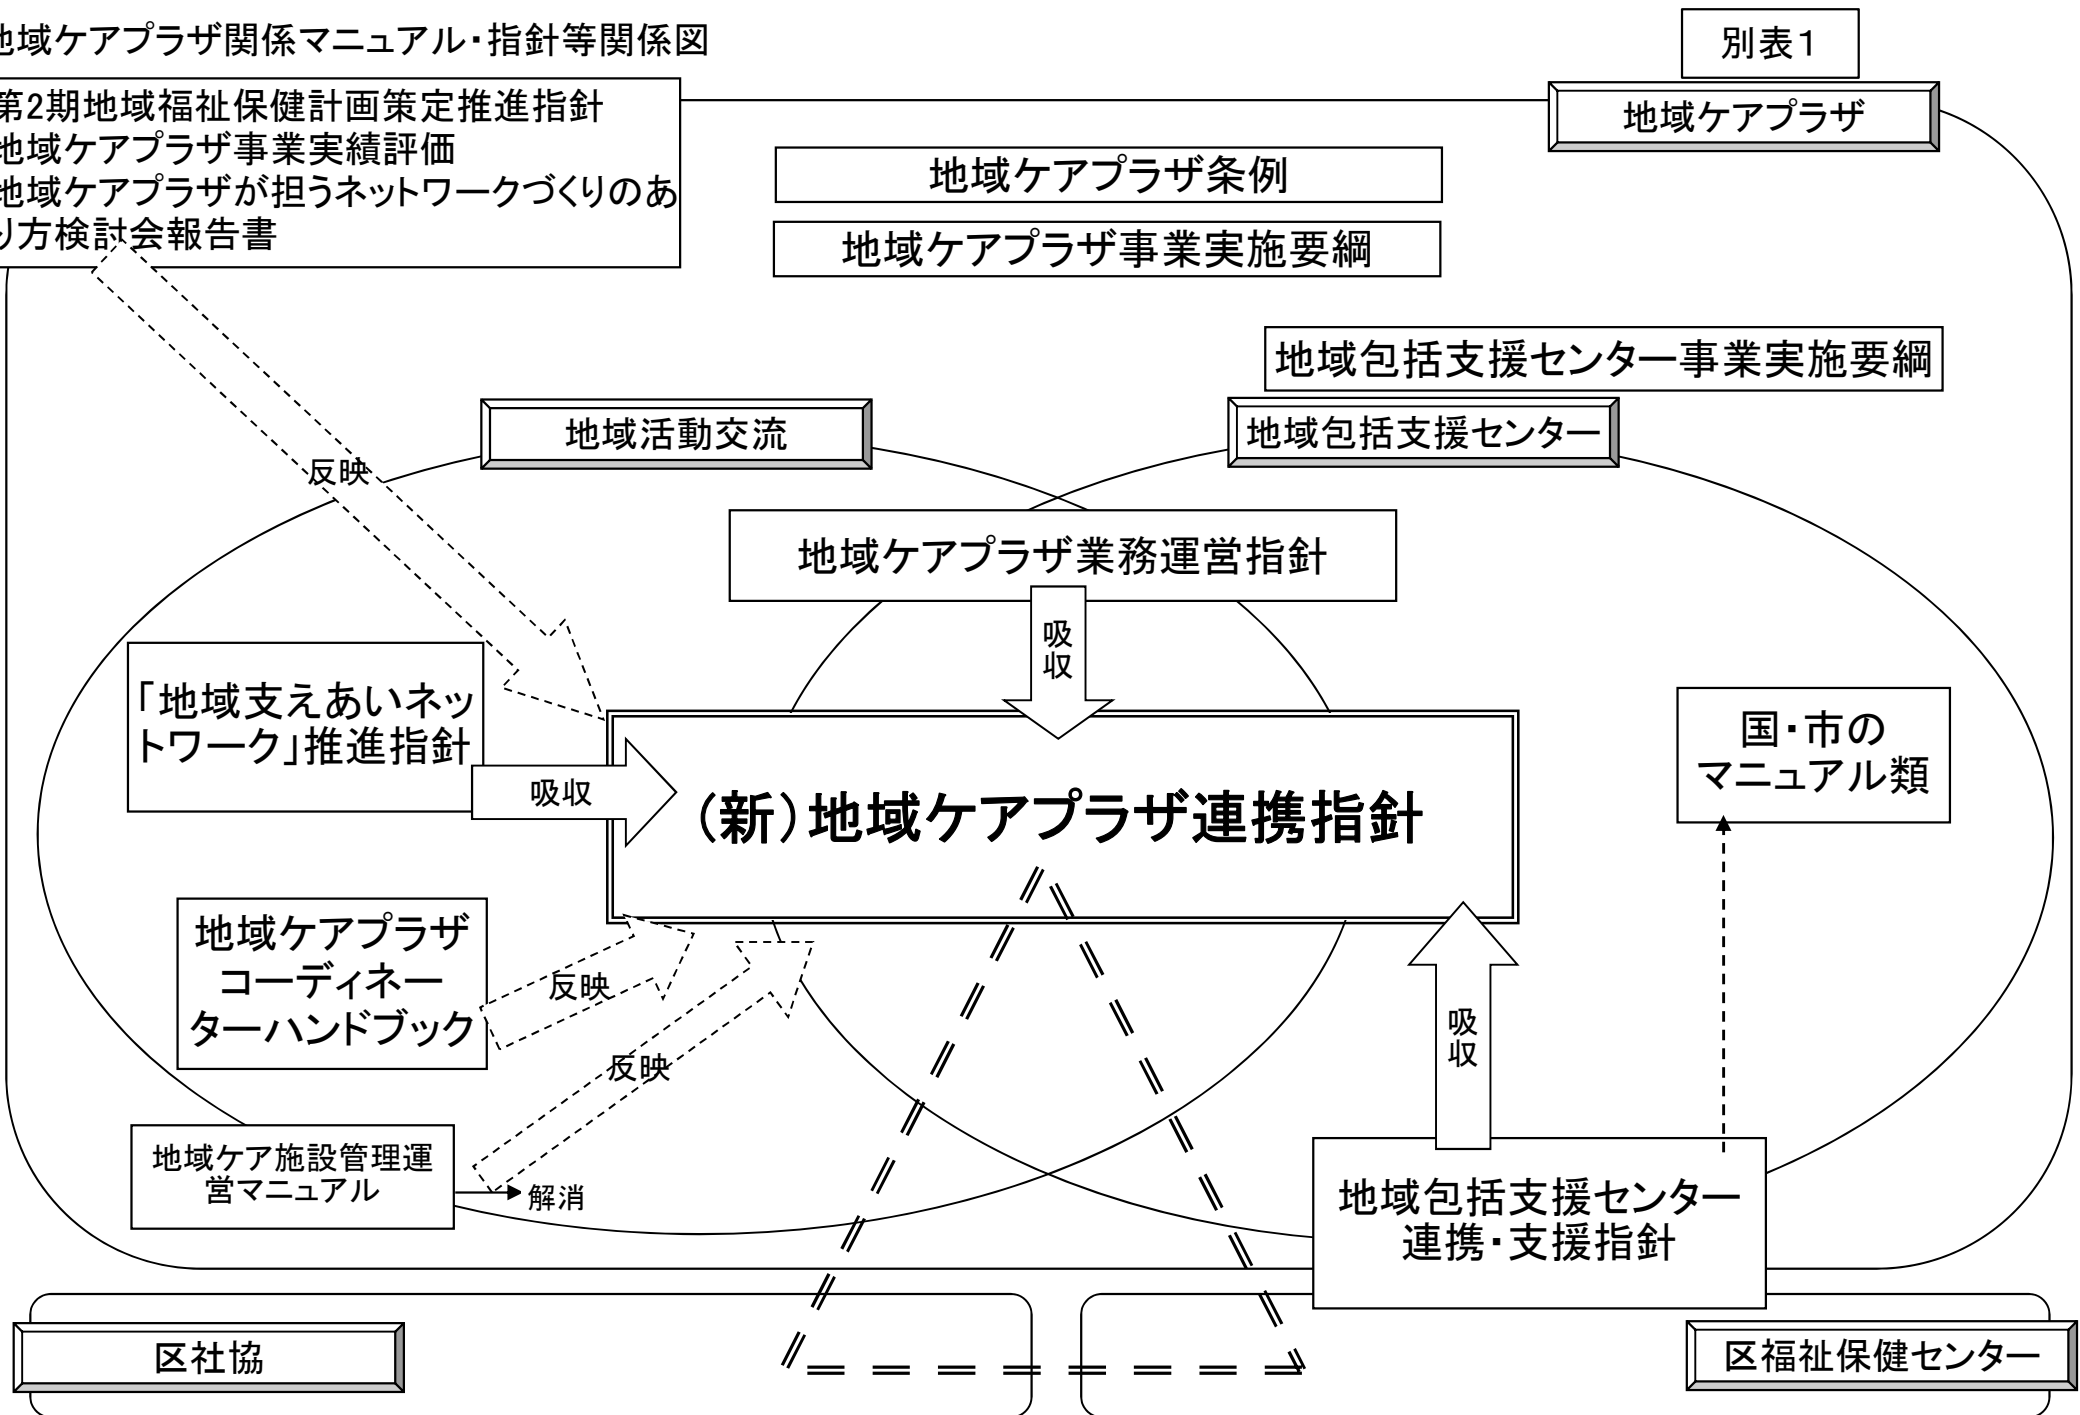 地域ケアプラザ関係マニュアル・指針等関係図
別表1
第2期地域福祉保健計画策定推進指針
地域ケアプラザ事業実績評価
地域ケアプラザが担うネットワークづくりのあ
り方検討会報告書
地域ケアプラザ
地域ケアプラザ条例
地域ケアプラザ事業実施要綱
地域包括支援センター事業実施要綱
地域活動交流
地域包括支援センター
反映
地域ケアプラザ業務運営指針
吸
収
「地域支えあいネッ
トワーク」推進指針
吸収
(新)地域ケアプラザ連携指針
国・市の
マニュアル類
地域ケアプラザ
コーディネー
ターハンドブック
反映
反映
吸
収
地域ケア施設管理運
営マニュアル
解消
地域包括支援センター
連携・支援指針
区社協
区福祉保健センター